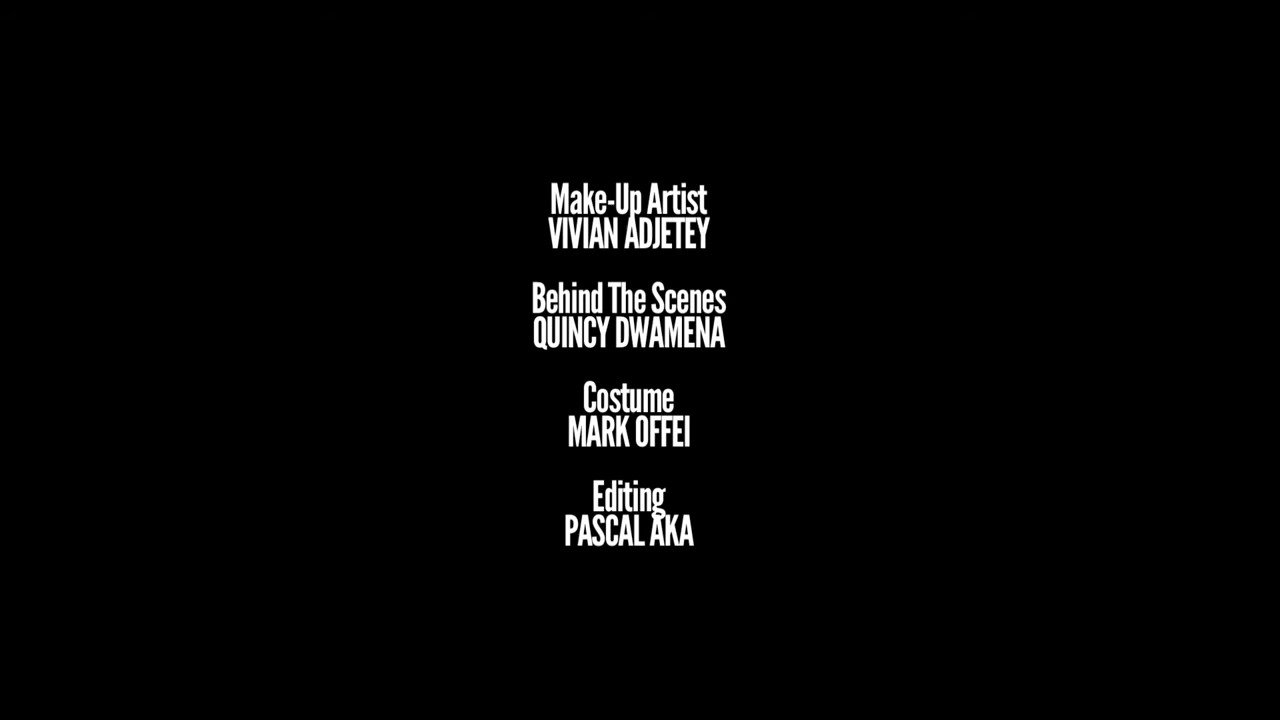 Make-Up Artist
VIVIAN ADJETEY
Behind The Scenes
QUINCY DWAMENA
Costume
MARK OFFEI
Editing
PASCAL AKA